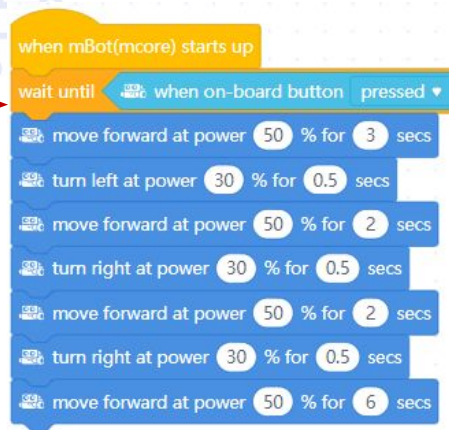 when mBot(mcore) starts up
wait until when on-board button pressed
move forward at power 50 % for 3 secs
turn left at power 30 % for 0.5 secs
move forward at power 50 % for 2 secs
turn right at power 30 % for 0.5 secs
move forward at power 50 % for 2 secs
turn right at power 30 % for 0.5 secs
move forward at power 50 % for 6 secs